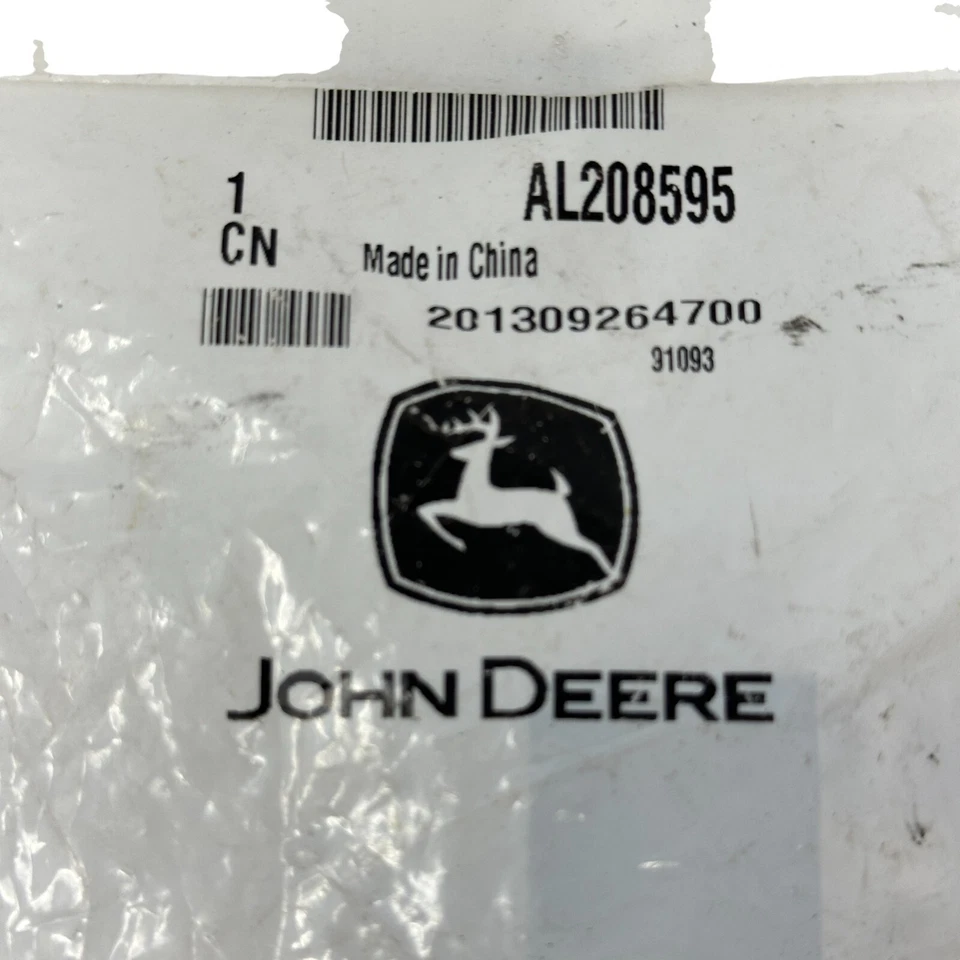 1
AL208595
CN
Made in China
201309264700
91093
JOHN DEERE